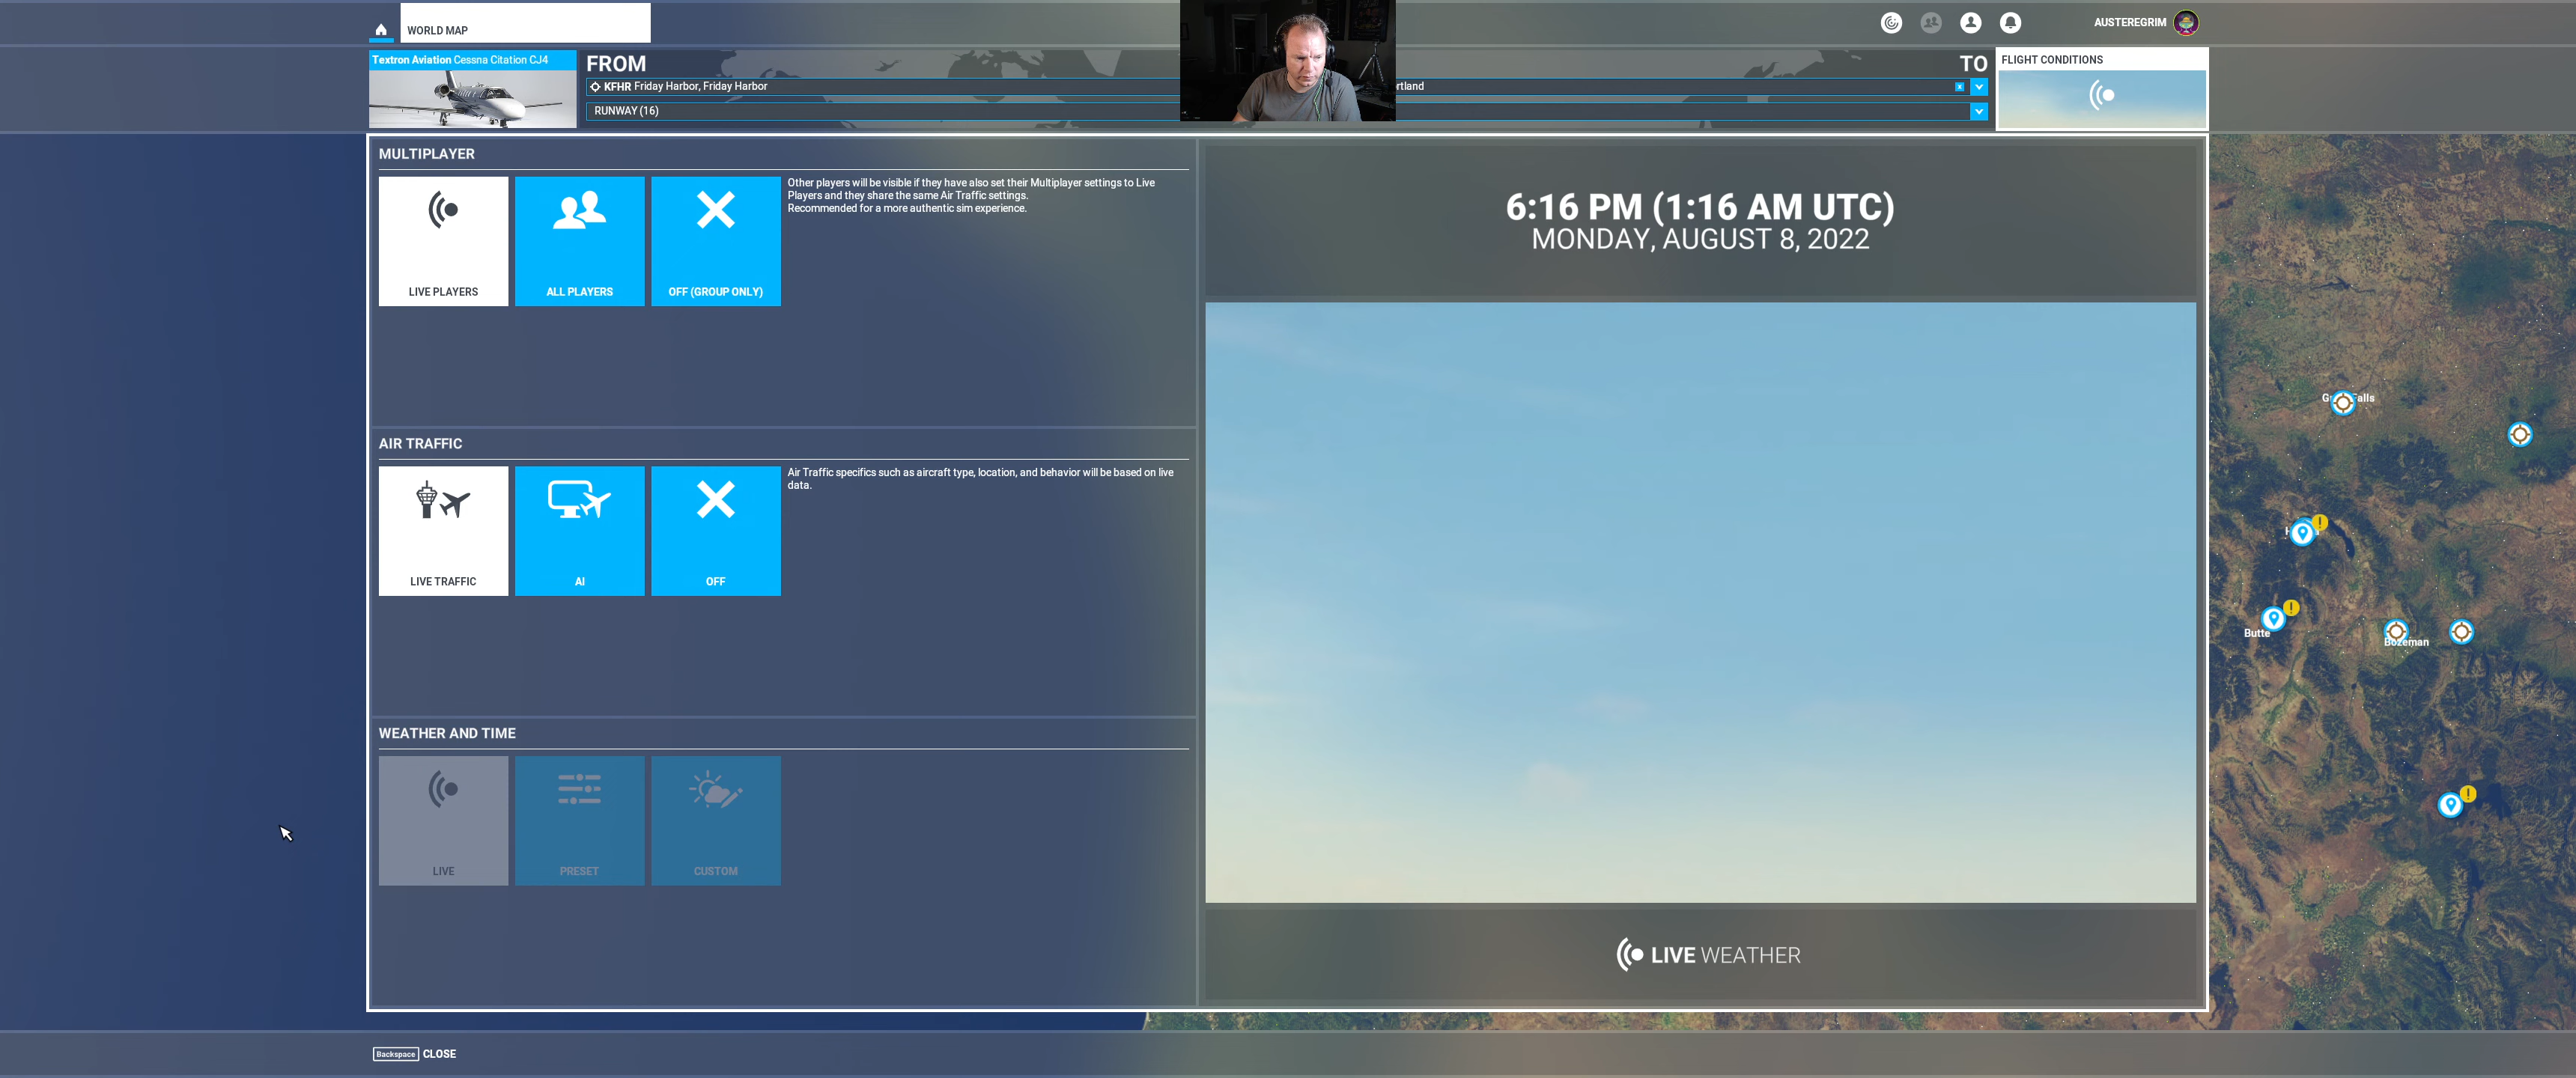 WORLD MAP
AUSTEREGRIM
Textron Aviation Cessna Citation CJ4
FROM
KFHR Friday Harbor, Friday Harbor
RUNWAY (16)
TO
rtland
FLIGHT CONDITIONS
MULTIPLAYER
LIVE PLAYERS
ALL PLAYERS
OFF (GROUP ONLY)
Other players will be visible if they have also set their Multiplayer settings to Live
Players and they share the same Air Traffic settings.
Recommended for a more authentic sim experience.
6:16 PM (1:16 AM UTC)
MONDAY, AUGUST 8, 2022
AIR TRAFFIC
LIVE TRAFFIC
AI
OFF
Air Traffic specifics such as aircraft type, location, and behavior will be based on live
data.
WEATHER AND TIME
LIVE
PRESET
CUSTOM
LIVE WEATHER
Butte
Bozeman
Backspace CLOSE